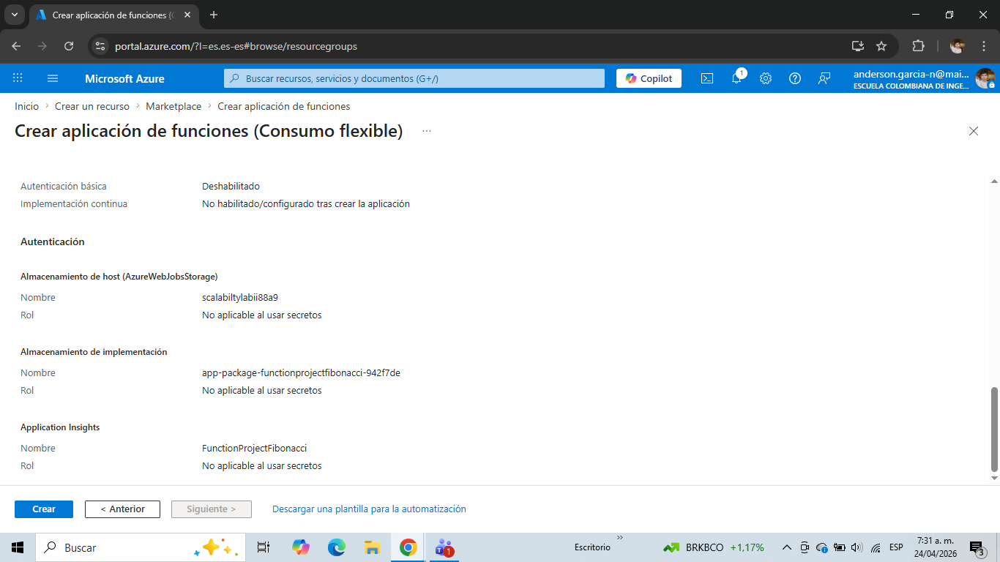 Crear aplicación de funciones (C
portal.azure.com/?l=es.es-es#browse/resourcegroups
Microsoft Azure
Buscar recursos, servicios y documentos (G+/)
Copilot
1
anderson.garcia-n@mai...
ESCUELA COLOMBIANA DE INGE...
Inicio > Crear un recurso > Marketplace > Crear aplicación de funciones
Crear aplicación de funciones (Consumo flexible) ...
Autenticación básica Deshabilitado
Implementación continua No habilitado/configurado tras crear la aplicación
Autenticación
Almacenamiento de host (AzureWebJobsStorage)
Nombre scalabiltylabii88a9
Rol No aplicable al usar secretos
Almacenamiento de implementación
Nombre app-package-functionprojectfibonacci-942f7de
Rol No aplicable al usar secretos
Application Insights
Nombre FunctionProjectFibonacci
Rol No aplicable al usar secretos
Crear
< Anterior
Siguiente >
Descargar una plantilla para la automatización
Buscar
1
Escritorio
»
BRKBCO +1,17%
ESP
7:31 a. m.
24/04/2026
3